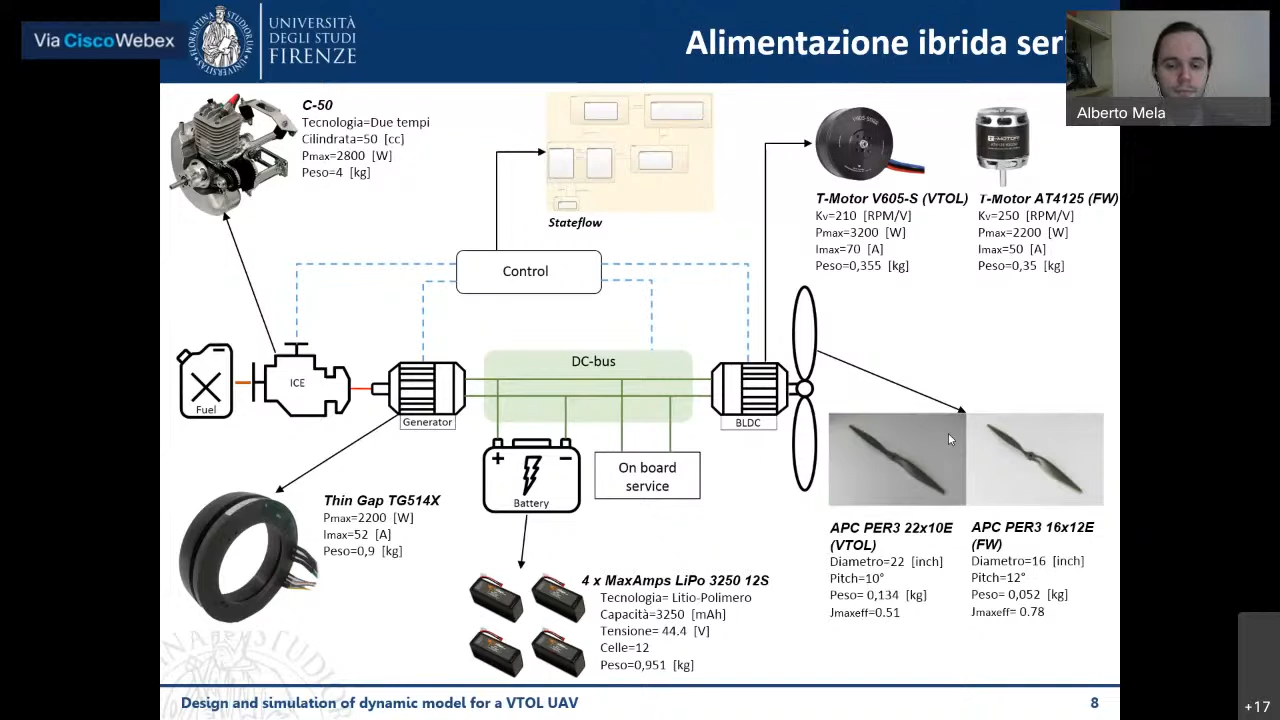 Via Cisco Webex
UNIVERSITÀ
DEGLI STUDI
FIRENZE
Alimentazione ibrida seri
Alberto Mela
C-50
Tecnologia=Due tempi
Cilindrata=50 [cc]
Pmax=2800 [W]
Peso=4 [kg]
Stateflow
T-Motor V605-S (VTOL)
Kv=210 [RPM/V]
Pmax=3200 [W]
Imax=70 [A]
Peso=0,355 [kg]
T-MOTOR
T-Motor AT4125 (FW)
Kv=250 [RPM/V]
Pmax=2200 [W]
Imax=50 [A]
Peso=0,35 [kg]
Control
Fuel
ICE
Generator
DC-bus
BLDC
+ −
Battery
On board
service
Thin Gap TG514X
Pmax=2200 [W]
Imax=52 [A]
Peso=0,9 [kg]
4 x MaxAmps LiPo 3250 12S
Tecnologia= Litio-Polimero
Capacità=3250 [mAh]
Tensione= 44.4 [V]
Celle=12
Peso=0,951 [kg]
APC PER3 22x10E
(VTOL)
Diametro=22 [inch]
Pitch=10°
Peso= 0,134 [kg]
Jmaxeff=0.51
APC PER3 16x12E
(FW)
Diametro=16 [inch]
Pitch=12°
Peso= 0,052 [kg]
Jmaxeff= 0.78
Design and simulation of dynamic model for a VTOL UAV
8
+17